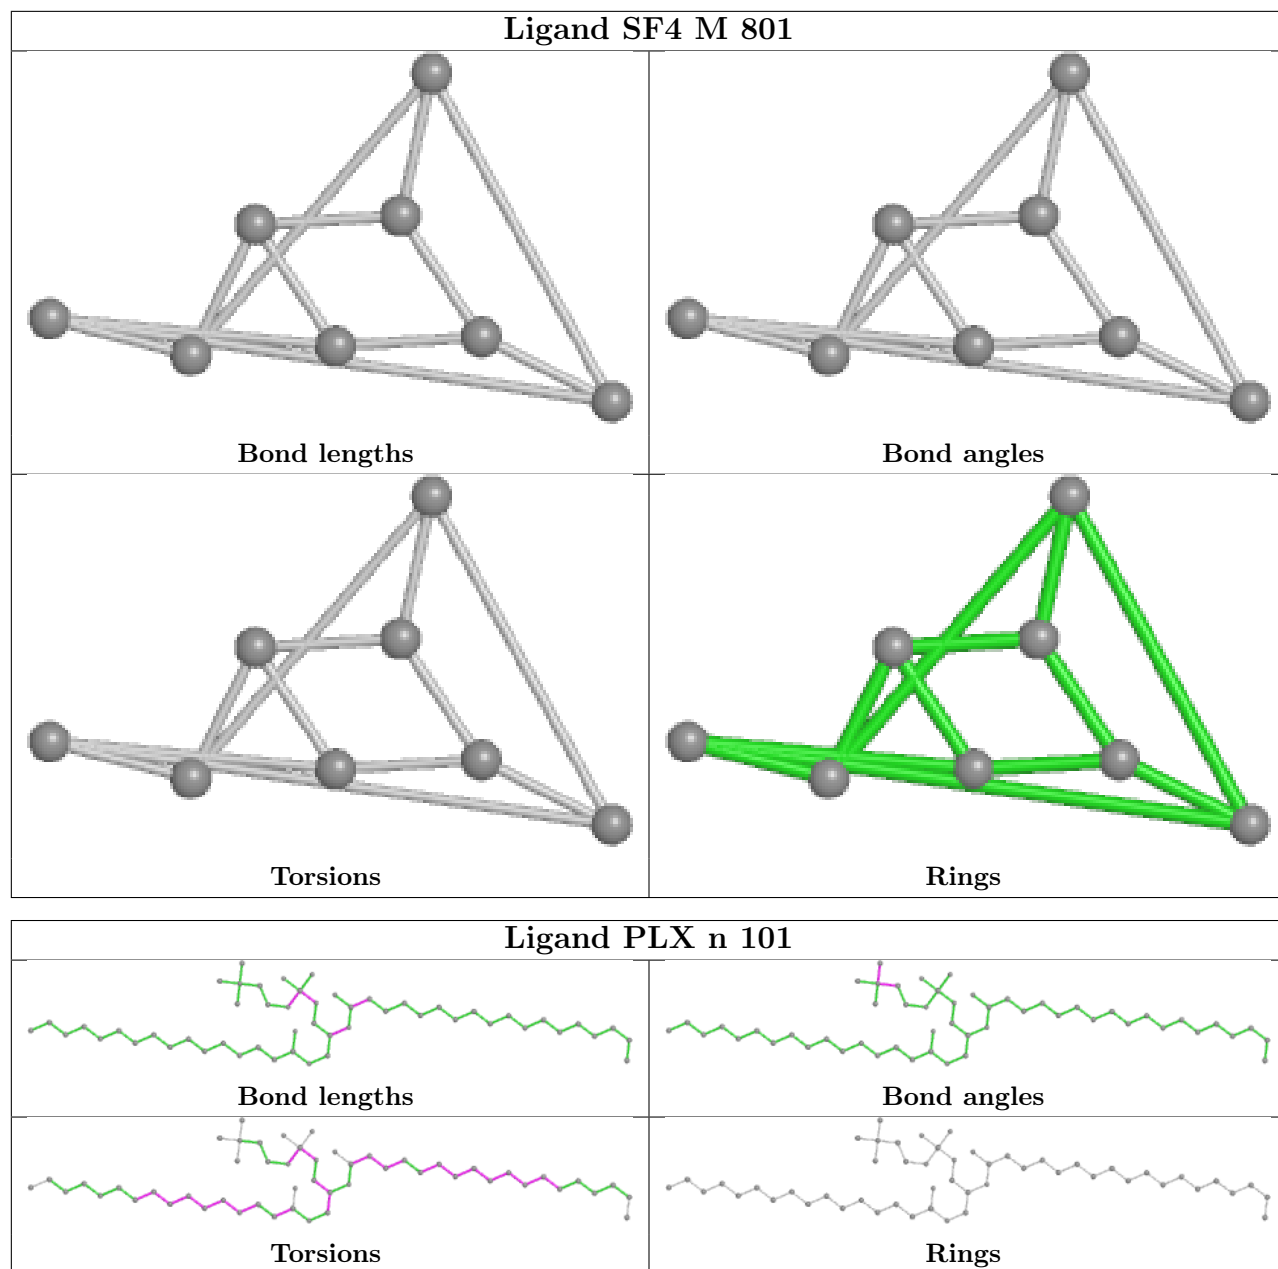 Ligand SF4 M 801
Bond lengths
Bond angles
Torsions
Rings
Ligand PLX n 101
Bond lengths
Bond angles
Torsions
Rings